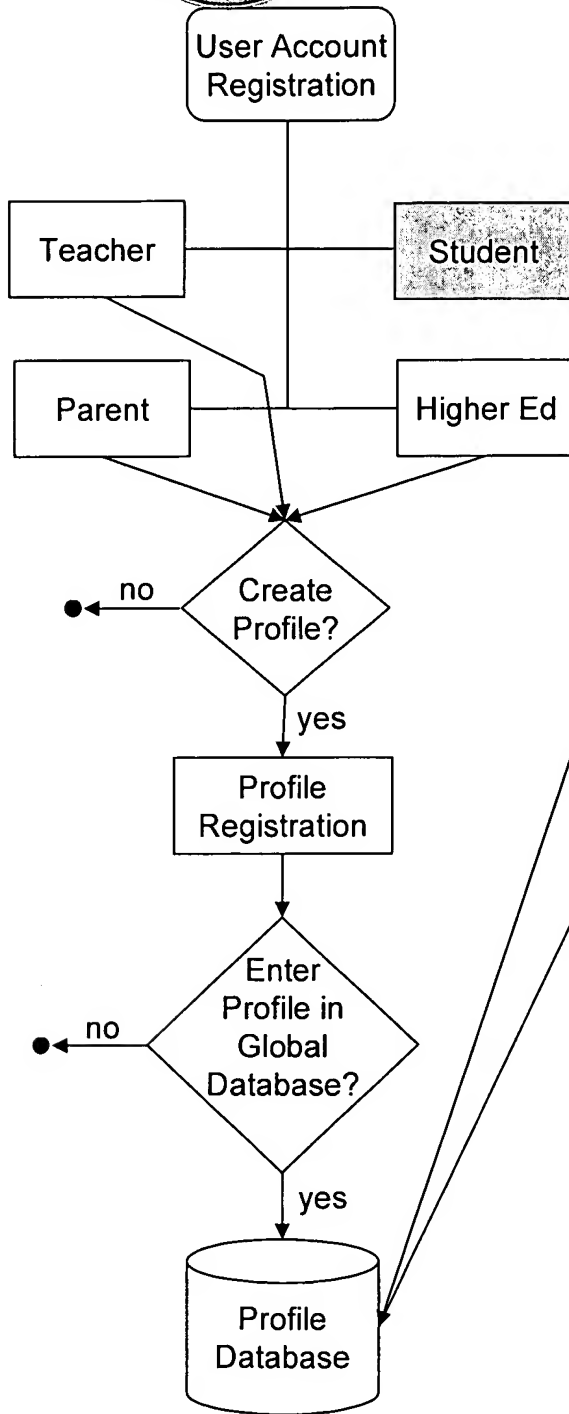 User Account
Registration
Teacher
Student
Parent
Higher Ed
no
Create
Profile?
yes
Profile
Registration
Enter
Profile in
Global
Database?
no
yes
Profile
Database